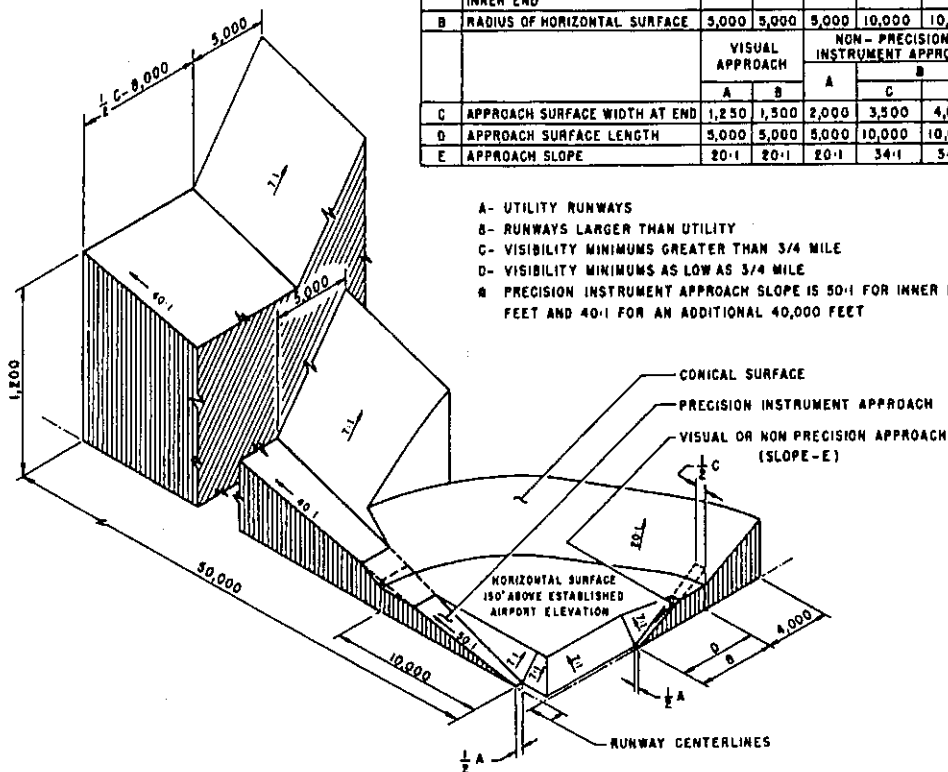 INNER END
B RADIUS OF HORIZONTAL SURFACE 5,000 5,000 5,000 10,000 10,
VISUAL APPROACH
NON- PRECISION
INSTRUMENT APPRO
A B A B
C
C APPROACH SURFACE WIDTH AT END 1,250 1,500 2,000 3,500 4,
D APPROACH SURFACE LENGTH 5,000 5,000 5,000 10,000 10,
E APPROACH SLOPE 20:1 20:1 20:1 34:1 3
A- UTILITY RUNWAYS
B- RUNWAYS LARGER THAN UTILITY
C- VISIBILITY MINIMUMS GREATER THAN 3/4 MILE
D- VISIBILITY MINIMUMS AS LOW AS 3/4 MILE
PRECISION INSTRUMENT APPROACH SLOPE IS 50:1 FOR INNER
FEET AND 40:1 FOR AN ADDITIONAL 40,000 FEET
5,000
1/2 C-8,000
7:1
40:1
5,000
1,200
7:1
40:1
CONICAL SURFACE
PRECISION INSTRUMENT APPROACH
VISUAL OR NON PRECISION APPROACH
(SLOPE-E)
1/2 C
20:1
HORIZONTAL SURFACE
150' ABOVE ESTABLISHED
AIRPORT ELEVATION
50,000
50:1
7:1
7:1
7:1
7:1
10,000
4,000
D
B
1/2 A
1/2 A
RUNWAY CENTERLINES